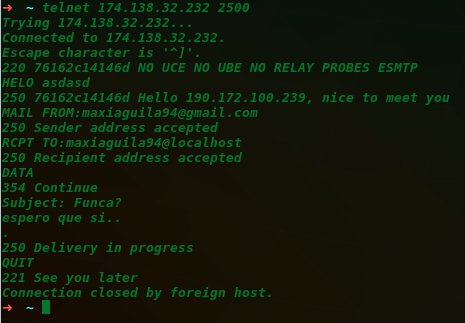 → ~ telnet 174.138.32.232 2500
Trying 174.138.32.232...
Connected to 174.138.32.232.
Escape character is '^]'.
220 76162c14146d NO UCE NO UBE NO RELAY PROBES ESMTP
HELO asdasd
250 76162c14146d Hello 190.172.100.239, nice to meet you
MAIL FROM:maxiaguila94@gmail.com
250 Sender address accepted
RCPT TO:maxiaguila94@localhost
250 Recipient address accepted
DATA
354 Continue
Subject: Funca?
espero que si..
.
250 Delivery in progress
QUIT
221 See you later
Connection closed by foreign host.
→ ~